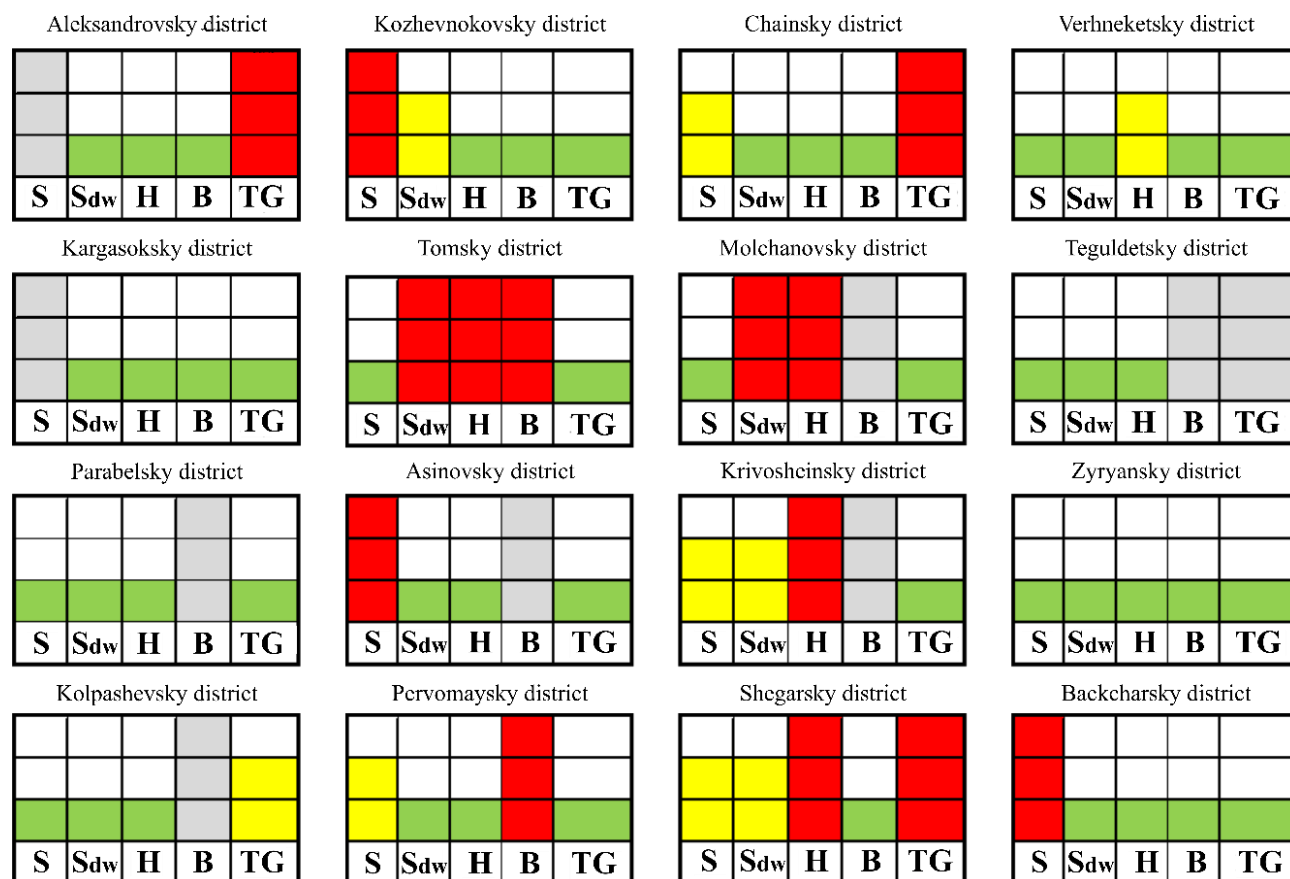 Aleksandrovsky district
Kozhevnokovsky district
Chainsky district
Verhneketsky district
S Sdw H B TG
S Sdw H B TG
S Sdw H B TG
S Sdw H B TG
Kargasoksky district
Tomsky district
Molchanovsky district
Teguldetsky district
S Sdw H B TG
S Sdw H B TG
S Sdw H B TG
S Sdw H B TG
Parabelsky district
Asinovsky district
Krivosheinsky district
Zyryansky district
S Sdw H B TG
S Sdw H B TG
S Sdw H B TG
S Sdw H B TG
Kolpashevsky district
Pervomaysky district
Shegarsky district
Backcharsky district
S Sdw H B TG
S Sdw H B TG
S Sdw H B TG
S Sdw H B TG